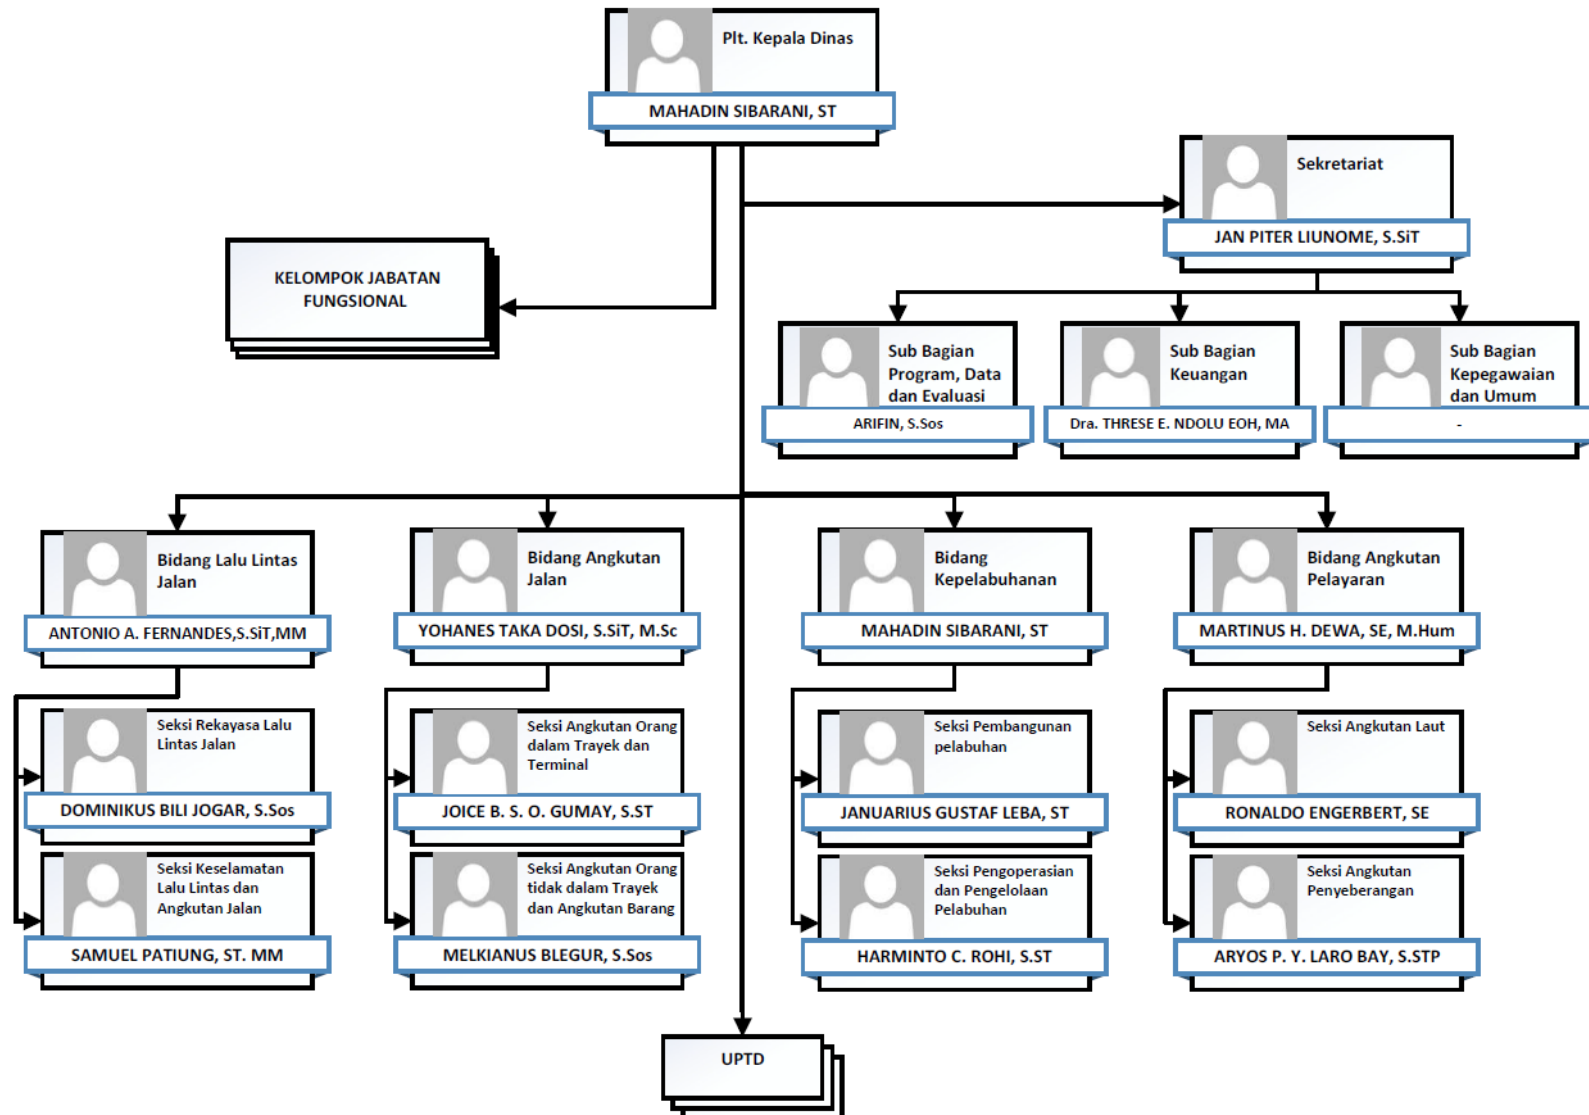 Plt. Kepala Dinas
MAHADIN SIBARANI, ST
Sekretariat
JAN PITER LIUNOME, S.SiT
KELOMPOK JABATAN
FUNGSIONAL
Sub Bagian
Program, Data
dan Evaluasi
ARIFIN, S.Sos
Sub Bagian
Keuangan
Dra. THRESE E. NDOLU EOH, MA
Sub Bagian
Kepegawaian
dan Umum
-
Bidang Lalu Lintas
Jalan
ANTONIO A. FERNANDES,S.SiT,MM
Bidang Angkutan
Jalan
YOHANES TAKA DOSI, S.SiT, M.Sc
Bidang
Kepelabuhanan
MAHADIN SIBARANI, ST
Bidang Angkutan
Pelayaran
MARTINUS H. DEWA, SE, M.Hum
Seksi Rekayasa Lalu
Lintas Jalan
DOMINIKUS BILI JOGAR, S.Sos
Seksi Angkutan Orang
dalam Trayek dan
Terminal
JOICE B. S. O. GUMAY, S.ST
Seksi Pembangunan
pelabuhan
JANUARIUS GUSTAF LEBA, ST
Seksi Angkutan Laut
RONALDO ENGERBERT, SE
Seksi Keselamatan
Lalu Lintas dan
Angkutan Jalan
SAMUEL PATIUNG, ST. MM
Seksi Angkutan Orang
tidak dalam Trayek
dan Angkutan Barang
MELKIANUS BLEGUR, S.Sos
Seksi Pengoperasian
dan Pengelolaan
Pelabuhan
HARMINTO C. ROHI, S.ST
Seksi Angkutan
Penyeberangan
ARYOS P. Y. LARO BAY, S.STP
UPTD